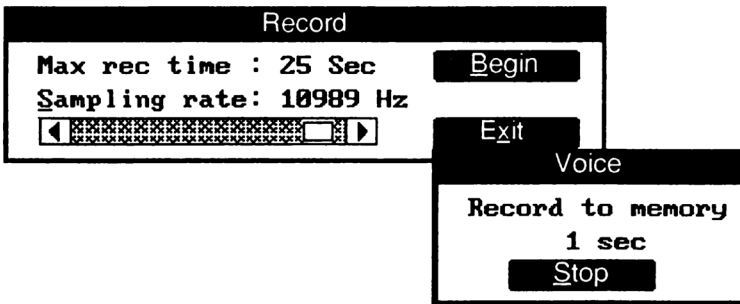 Record
Max rec time : 25 Sec
Begin
Sampling rate: 10989 Hz
Exit
Voice
Record to memory
1 sec
Stop